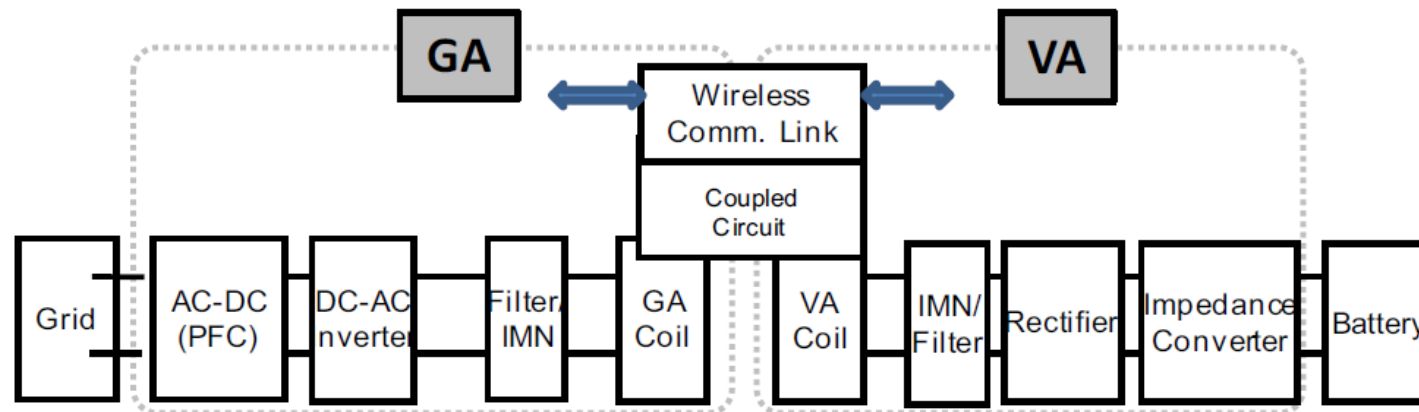 GA
VA
Wireless
Comm. Link
Coupled
Circuit
Grid
AC-DC
(PFC)
DC-AC
nverter
Filter/
IMN
GA
Coil
VA
Coil
IMN/
Filter
Rectifier
Impedance
Converter
Battery